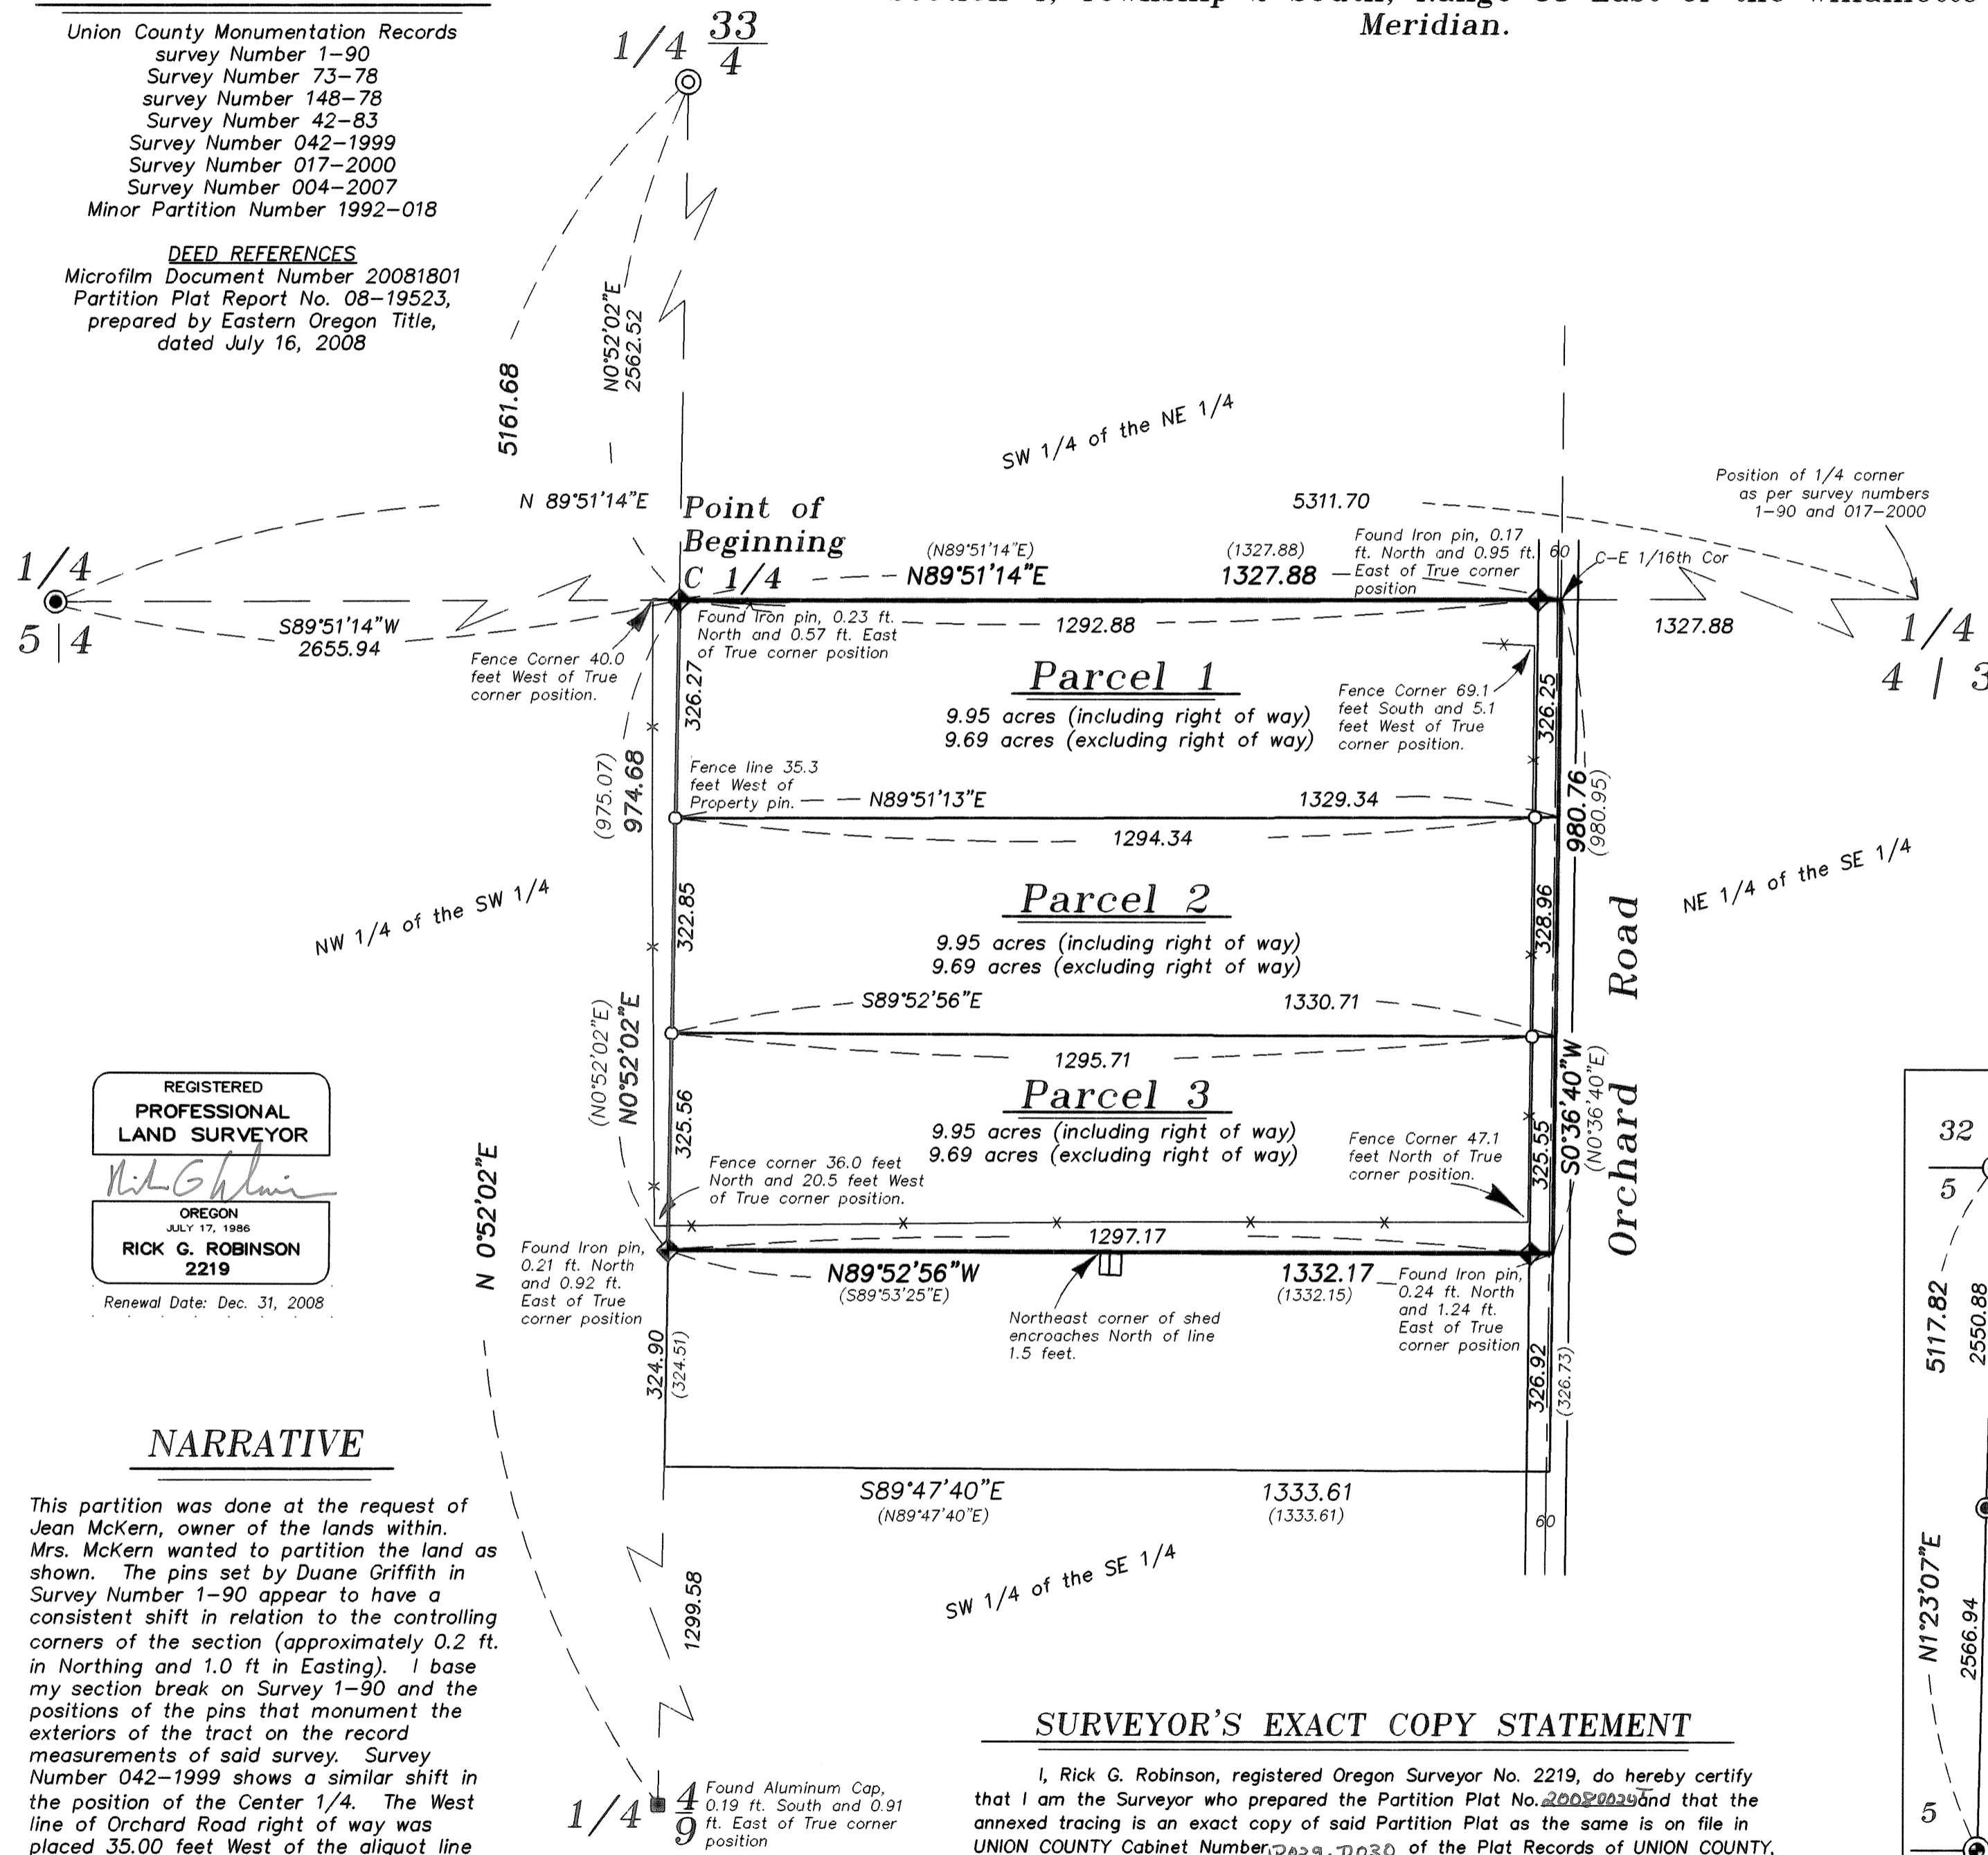 Meridian.
Union County Monumentation Records
survey Number 1-90
Survey Number 73-78
survey Number 148-78
Survey Number 42-83
Survey Number 042-1999
Survey Number 017-2000
Survey Number 004-2007
Minor Partition Number 1992-018
DEED REFERENCES
Microfilm Document Number 20081801
Partition Plat Report No. 08-19523,
prepared by Eastern Oregon Title,
dated July 16, 2008
1/4 33
4
5161.68
N0°52'02"E
2562.52
SW 1/4 of the NE 1/4
N 89°51'14"E
Point of
Beginning
C 1/4
(N89°51'14"E)
N89°51'14"E
(1327.88)
1327.88
5311.70
Found Iron pin, 0.17
ft. North and 0.95 ft.
East of True corner
position
60
C-E 1/16th Cor
Position of 1/4 corner
as per survey numbers
1-90 and 017-2000
1/4
5|4
S89°51'14"W
2655.94
1327.88
1/4
4 | 3
Fence Corner 40.0
feet West of True
corner position.
Found Iron pin, 0.23 ft.
North and 0.57 ft. East
of True corner position
1292.88
326.27
Parcel 1
9.95 acres (including right of way)
9.69 acres (excluding right of way)
Fence Corner 69.1
feet South and 5.1
feet West of True
corner position.
326.25
(975.07)
974.68
Fence line 35.3
feet West of
Property pin.
N89°51'13"E
1329.34
1294.34
980.76
(980.95)
NW 1/4 of the SW 1/4
322.85
Parcel 2
9.95 acres (including right of way)
9.69 acres (excluding right of way)
328.96
NE 1/4 of the SE 1/4
Orchard Road
(N0°52'02"E)
N0°52'02"E
S89°52'56"E
1330.71
1295.71
S0°36'40"W
(N0°36'40"E)
325.56
Parcel 3
9.95 acres (including right of way)
9.69 acres (excluding right of way)
325.55
Fence corner 36.0 feet
North and 20.5 feet West
of True corner position.
Fence Corner 47.1
feet North of True
corner position.
REGISTERED
PROFESSIONAL
LAND SURVEYOR
OREGON
JULY 17, 1986
RICK G. ROBINSON
2219
Renewal Date: Dec. 31, 2008
N 0°52'02"E
Found Iron pin,
0.21 ft. North
and 0.92 ft.
East of True
corner position
1297.17
N89°52'56"W
(S89°53'25"E)
1332.17
(1332.15)
Northeast corner of shed
encroaches North of line
1.5 feet.
Found Iron pin,
0.24 ft. North
and 1.24 ft.
East of True
corner position
324.90
(324.51)
326.92
(326.73)
S89°47'40"E
(N89°47'40"E)
1333.61
(1333.61)
60
SW 1/4 of the SE 1/4
1299.58
1/4 4
9
Found Aluminum Cap,
0.19 ft. South and 0.91
ft. East of True corner
position
32
5
5117.82
2550.88
N1°23'07"E
2566.94
5
NARRATIVE
This partition was done at the request of
Jean McKern, owner of the lands within.
Mrs. McKern wanted to partition the land as
shown. The pins set by Duane Griffith in
Survey Number 1-90 appear to have a
consistent shift in relation to the controlling
corners of the section (approximately 0.2 ft.
in Northing and 1.0 ft in Easting). I base
my section break on Survey 1-90 and the
positions of the pins that monument the
exteriors of the tract on the record
measurements of said survey. Survey
Number 042-1999 shows a similar shift in
the position of the Center 1/4. The West
line of Orchard Road right of way was
placed 35.00 feet West of the aliquot line
SURVEYOR'S EXACT COPY STATEMENT
I, Rick G. Robinson, registered Oregon Surveyor No. 2219, do hereby certify
that I am the Surveyor who prepared the Partition Plat No. and that the
annexed tracing is an exact copy of said Partition Plat as the same is on file in
UNION COUNTY Cabinet Number of the Plat Records of UNION COUNTY,